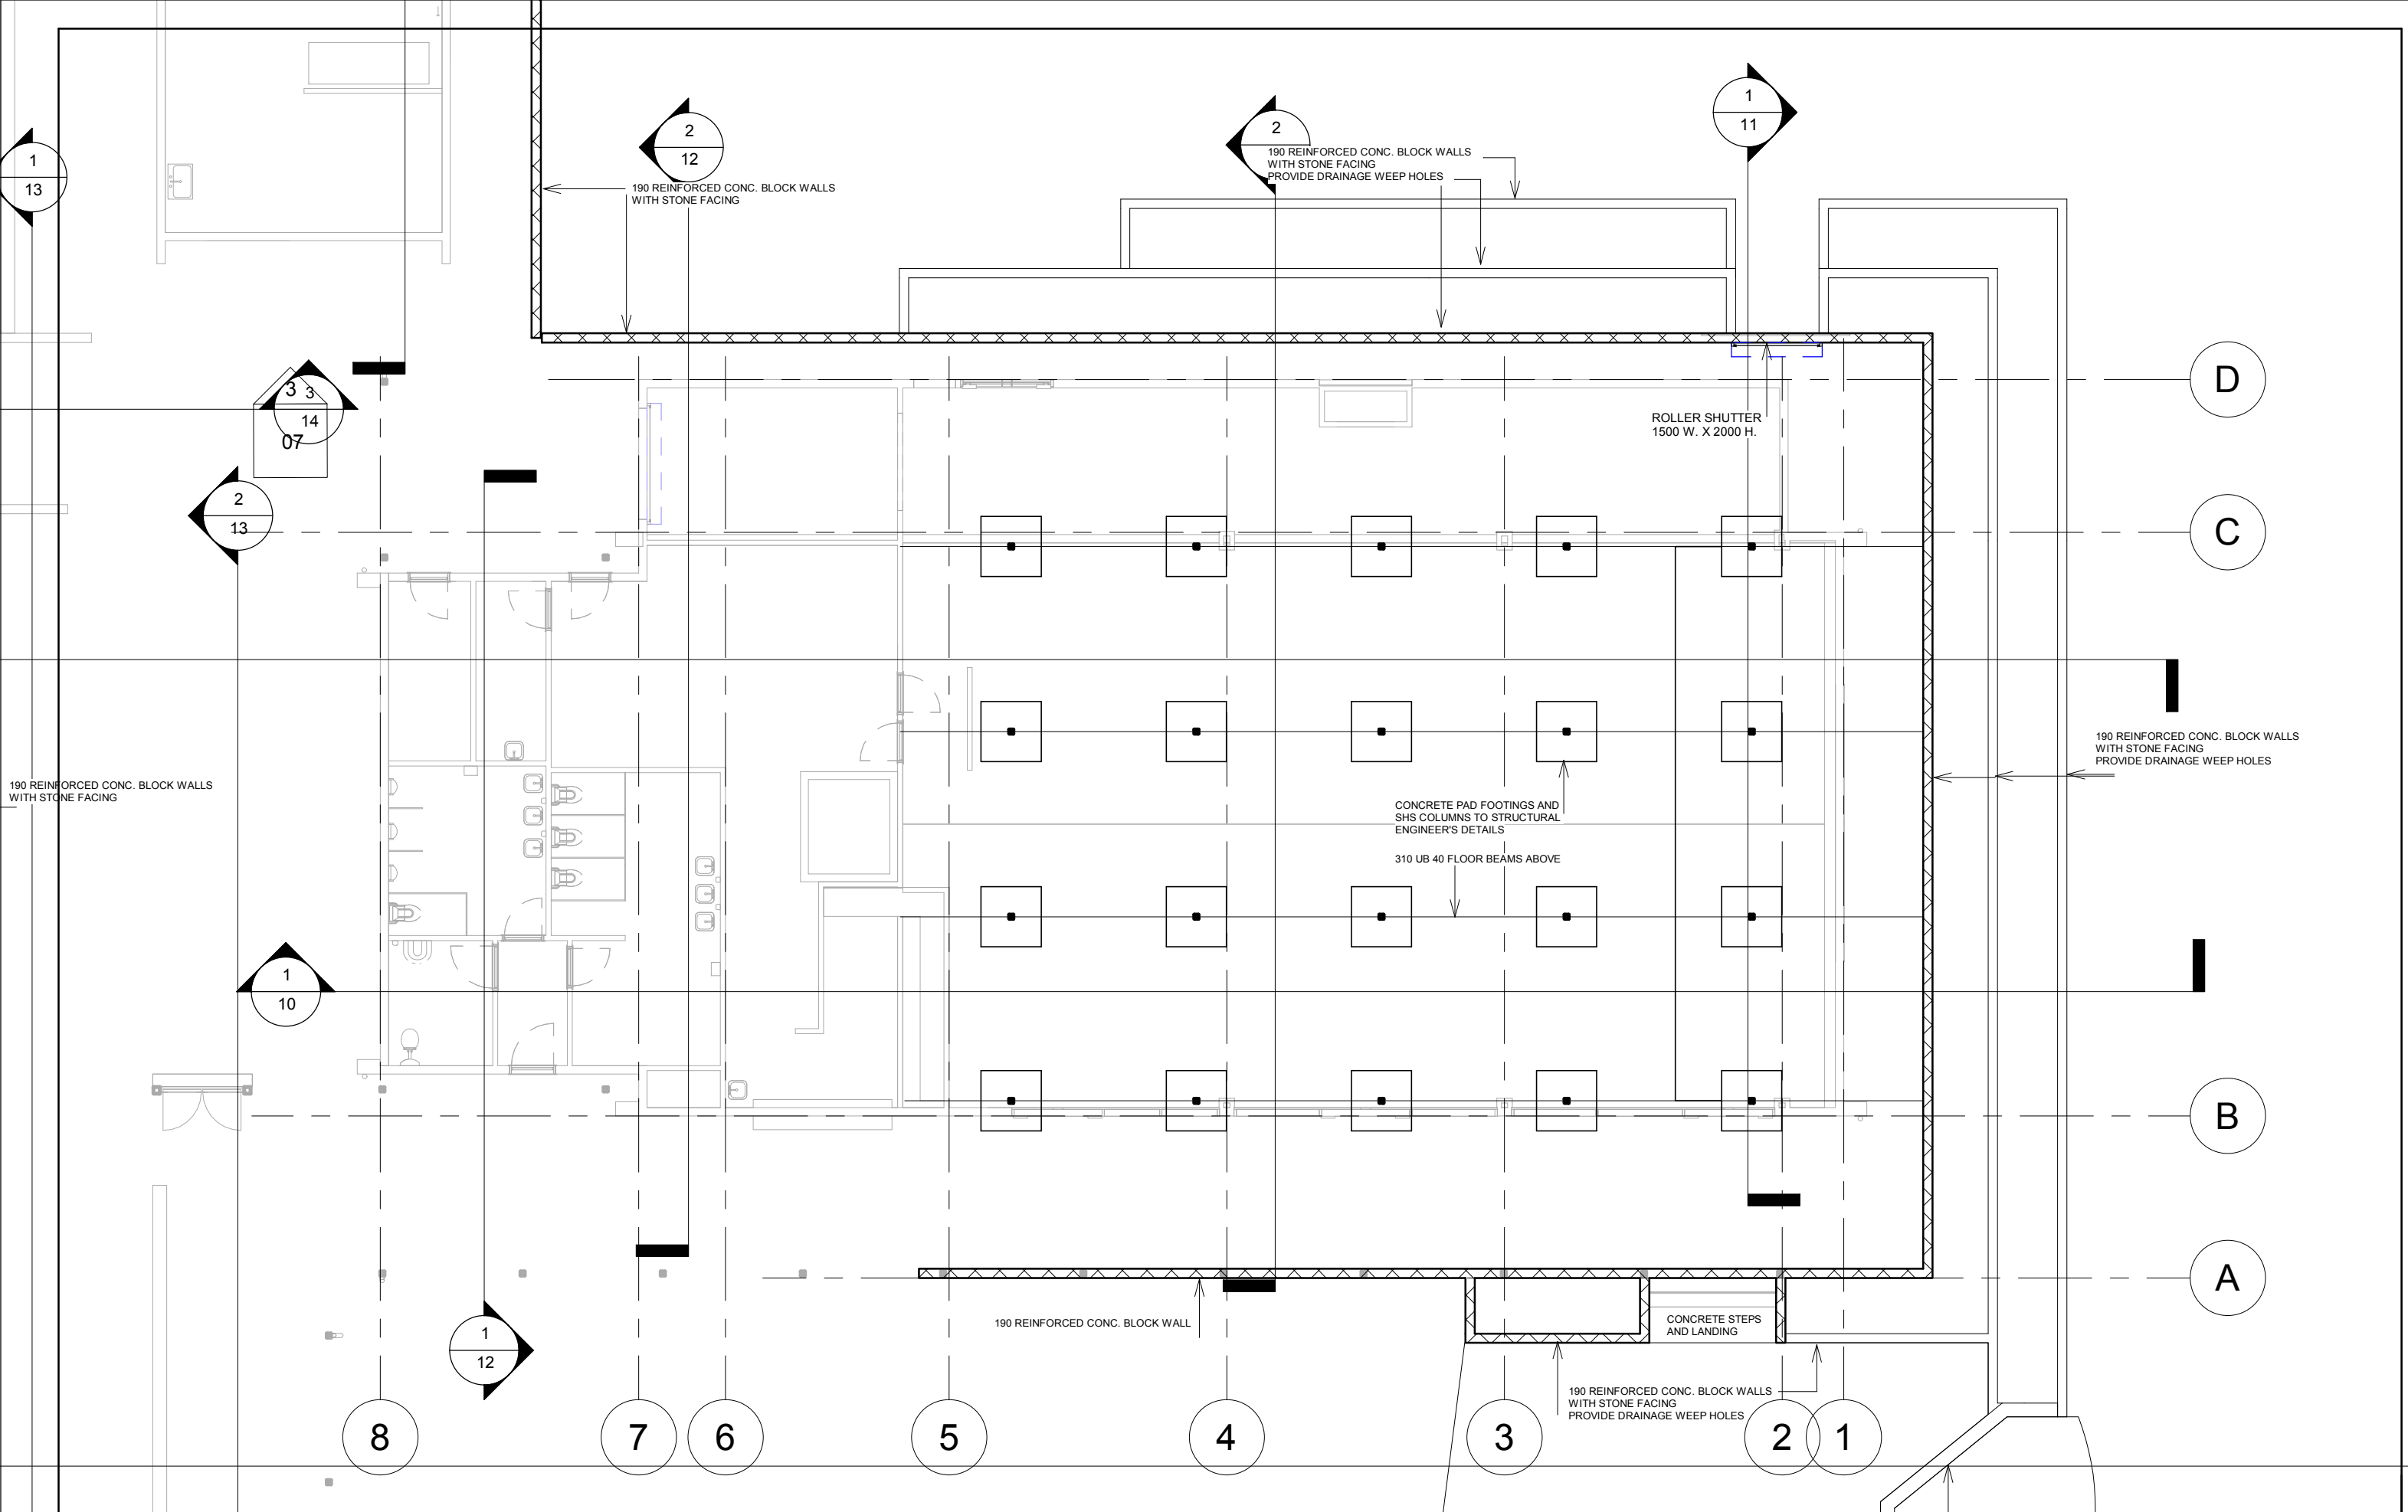 1
13
2
12
2
1
11
190 REINFORCED CONC. BLOCK WALLS
WITH STONE FACING
PROVIDE DRAINAGE WEEP HOLES
190 REINFORCED CONC. BLOCK WALLS
WITH STONE FACING
3
3
14
07
D
ROLLER SHUTTER
1500 W. X 2000 H.
2
13
C
190 REINFORCED CONC. BLOCK WALLS
WITH STONE FACING
PROVIDE DRAINAGE WEEP HOLES
190 REINFORCED CONC. BLOCK WALLS
WITH STONE FACING
CONCRETE PAD FOOTINGS AND
SHS COLUMNS TO STRUCTURAL
ENGINEER'S DETAILS
310 UB 40 FLOOR BEAMS ABOVE
1
10
B
A
190 REINFORCED CONC. BLOCK WALL
CONCRETE STEPS
AND LANDING
1
12
190 REINFORCED CONC. BLOCK WALLS
WITH STONE FACING
PROVIDE DRAINAGE WEEP HOLES
8
7
6
5
4
3
2
1